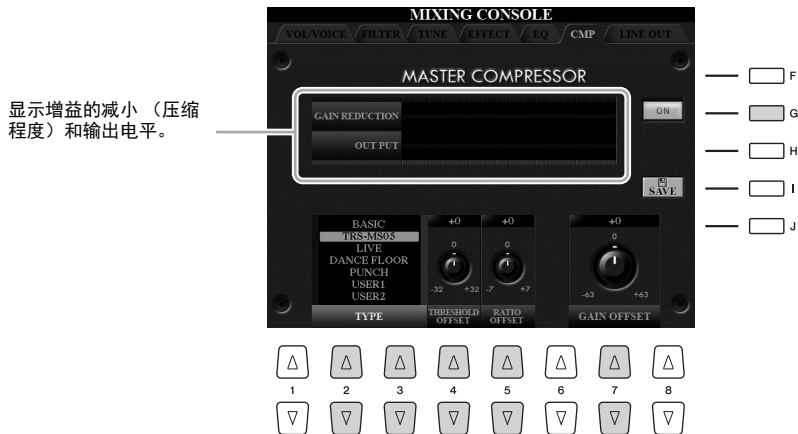 MIXING CONSOLE
VOL/VOICE FILTER TUNE EFFECT EQ CMP LINE OUT
MASTER COMPRESSOR
显示增益的减小 （压缩
程度）和输出电平。
GAIN REDUCTION
OUT PUT
ON
SAVE
F
G
H
I
J
BASIC
TRS-MS05
LIVE
DANCE FLOOR
PUNCH
USER1
USER2
TYPE
+0
0
-32 +32
THRESHOLD
OFFSET
+0
0
-7 +7
RATIO
OFFSET
+0
0
-63 +63
GAIN OFFSET
1 2 3 4 5 6 7 8